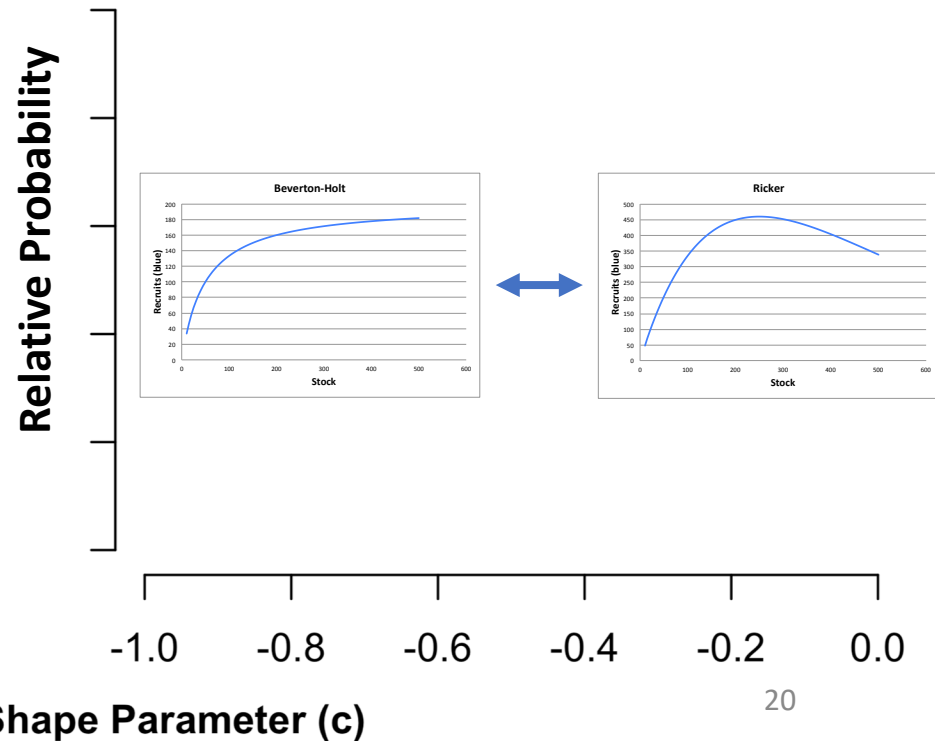 Relative Probability
Beverton-Holt
Recruits (blue)
200
180
160
140
120
100
80
60
40
20
0
0 100 200 300 400 500 600
Stock
Ricker
Recruits (blue)
500
450
400
350
300
250
200
150
100
50
0
0 100 200 300 400 500 600
Stock
-1.0 -0.8 -0.6 -0.4 -0.2 0.0
Shape Parameter (c)
20